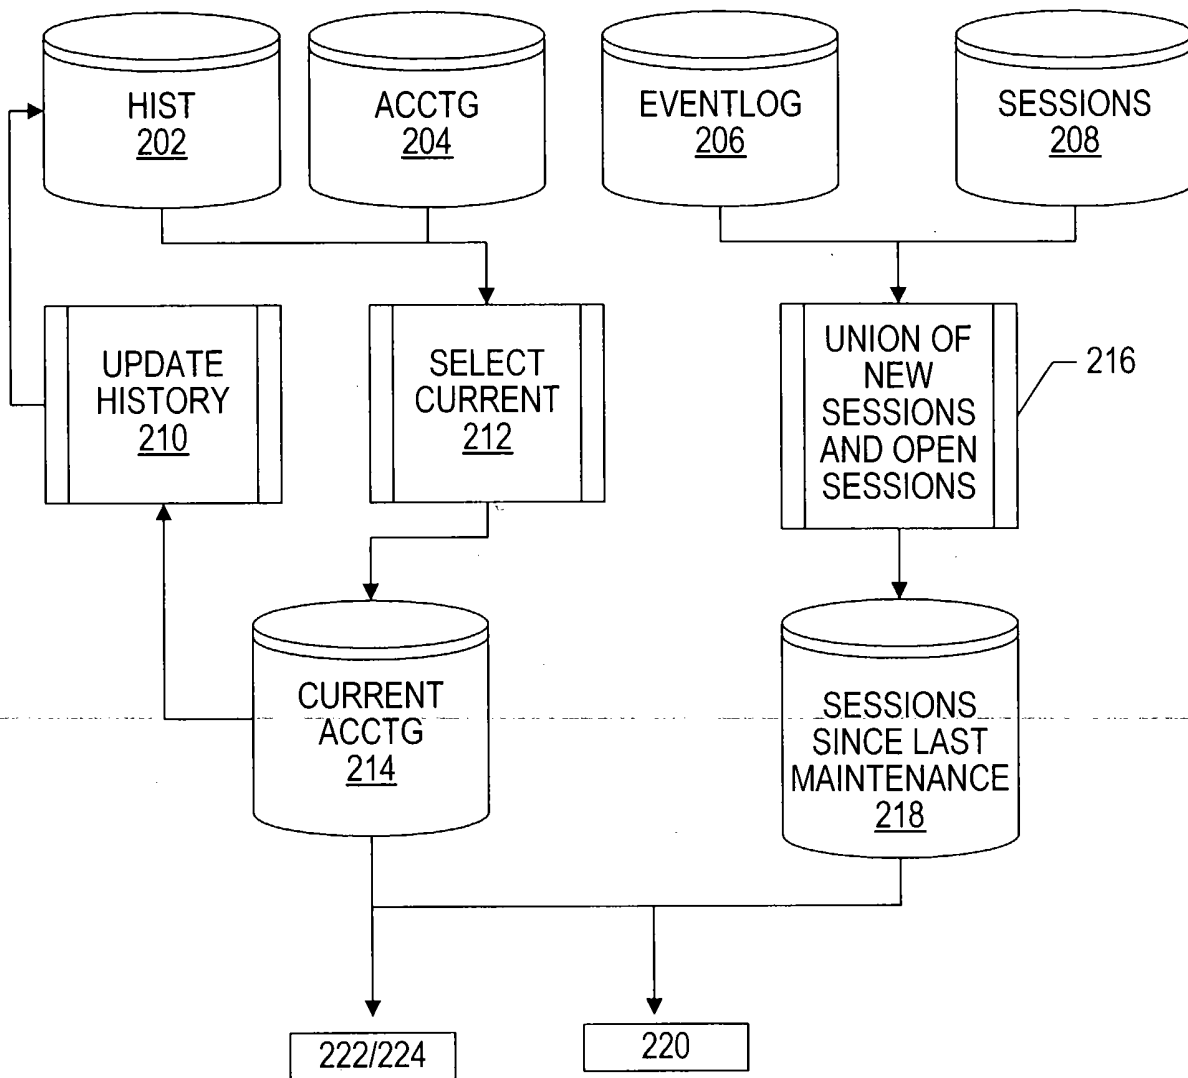 HIST
202
ACCTG
204
EVENTLOG
206
SESSIONS
208
UPDATE
HISTORY
210
SELECT
CURRENT
212
UNION OF
NEW
SESSIONS
AND OPEN
SESSIONS
216
CURRENT
ACCTG
214
SESSIONS
SINCE LAST
MAINTENANCE
218
222/224
220